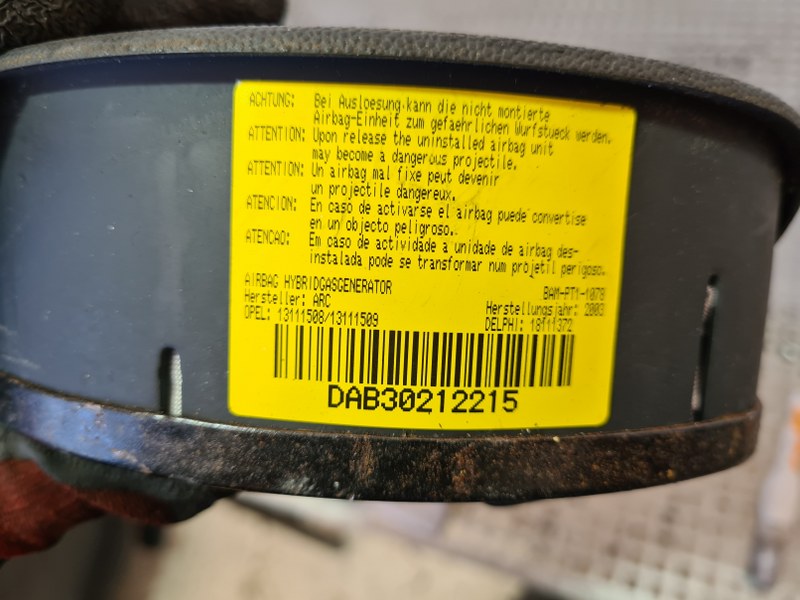 ACHTUNG: Bei Ausloesung kann die nicht montierte
Airbag-Einheit zum gefaehrlichen Wurfstueck werden.
ATTENTION: Upon release the uninstalled airbag unit
may become a dangerous projectile.
ATTENTION: Un airbag mal fixe peut devenir
un projectile dangereux.
ATENCION: En caso de activarse el airbag puede convertise
en un objecto peligroso.
ATENCAO: Em caso de actividade a unidade de airbag des-
instalada pode se transformar num projetil perigoso.
AIRBAG HYBRIDGASGENERATOR BAM-PT1-1078
Hersteller: ARC Herstellungsjahr: 2003
OPEL: 13111508/13111509 DELPHI: 18111372
DAB30212215